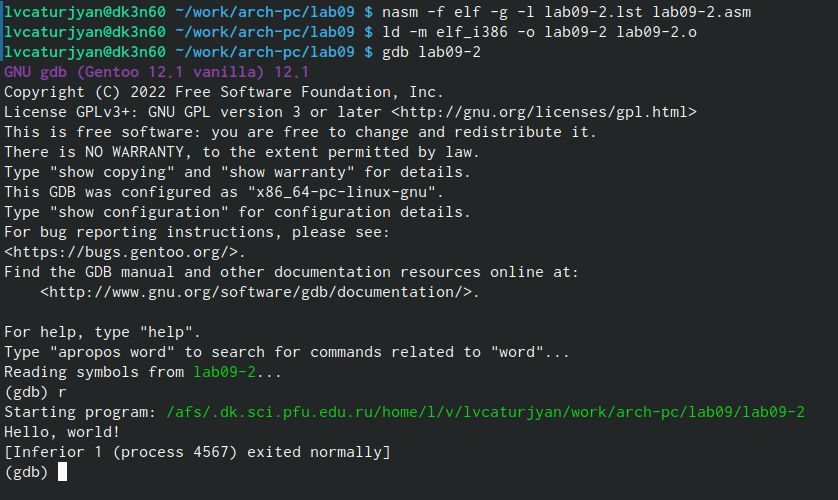 lvcaturjyan@dk3n60 ~/work/arch-pc/lab09 $ nasm -f elf -g -l lab09-2.lst lab09-2.asm
lvcaturjyan@dk3n60 ~/work/arch-pc/lab09 $ ld -m elf_i386 -o lab09-2 lab09-2.o
lvcaturjyan@dk3n60 ~/work/arch-pc/lab09 $ gdb lab09-2
GNU gdb (Gentoo 12.1 vanilla) 12.1
Copyright (C) 2022 Free Software Foundation, Inc.
License GPLv3+: GNU GPL version 3 or later <http://gnu.org/licenses/gpl.html>
This is free software: you are free to change and redistribute it.
There is NO WARRANTY, to the extent permitted by law.
Type "show copying" and "show warranty" for details.
This GDB was configured as "x86_64-pc-linux-gnu".
Type "show configuration" for configuration details.
For bug reporting instructions, please see:
<https://bugs.gentoo.org/>.
Find the GDB manual and other documentation resources online at:
    <http://www.gnu.org/software/gdb/documentation/>.

For help, type "help".
Type "apropos word" to search for commands related to "word"...
Reading symbols from lab09-2...
(gdb) r
Starting program: /afs/.dk.sci.pfu.edu.ru/home/l/v/lvcaturjyan/work/arch-pc/lab09/lab09-2
Hello, world!
[Inferior 1 (process 4567) exited normally]
(gdb)